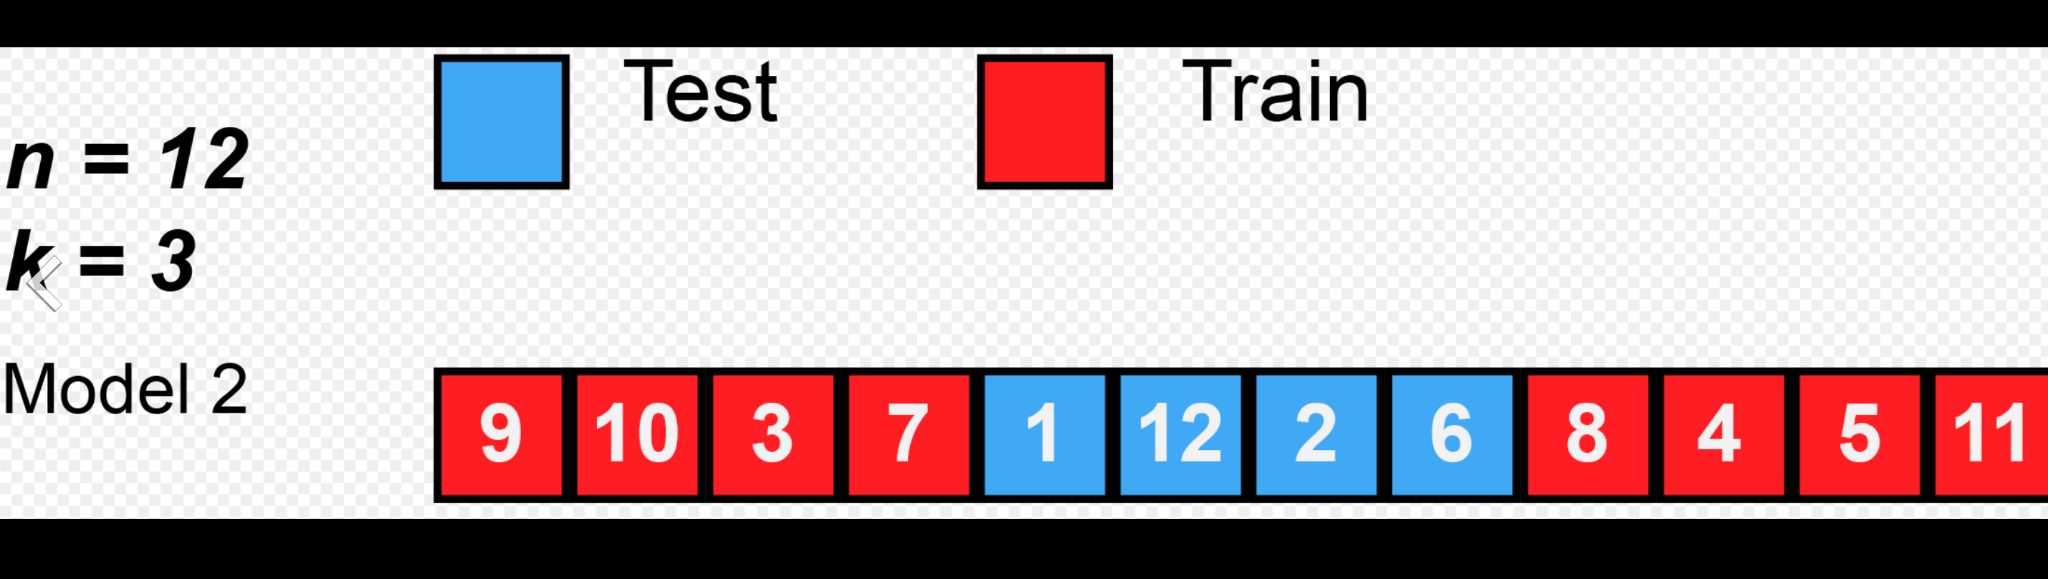 Test Train
n = 12
k = 3
Model 2 9 10 3 7 1 12 2 6 8 4 5 11